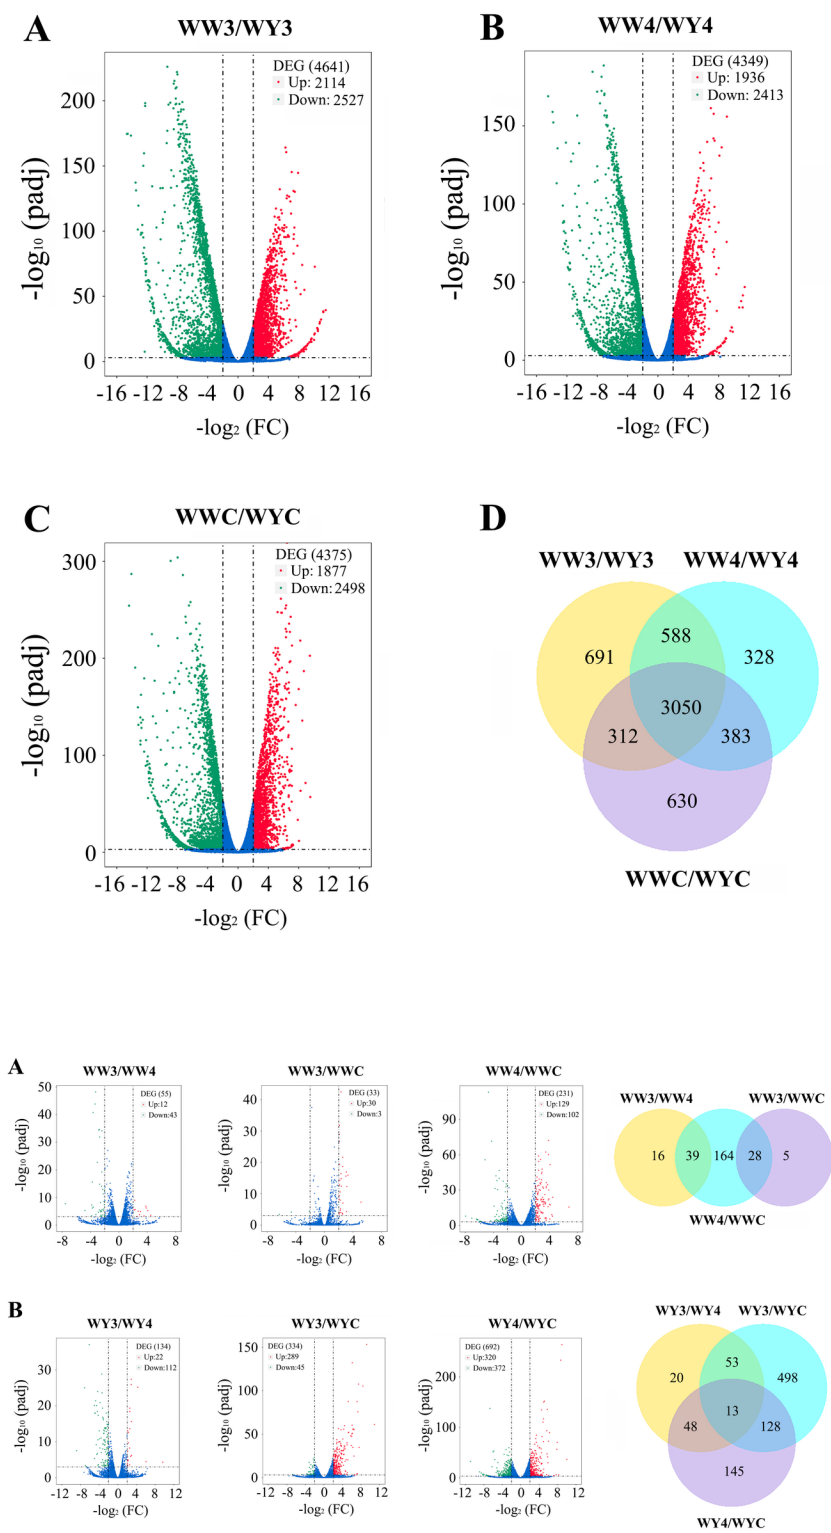 A
WW3/WY3
DEG (4641)
Up: 2114
Down: 2527
200
150
100
50
0
-log10 (padj)
-16 -12 -8 -4 0 4 8 12 16
-log2 (FC)
B
WW4/WY4
DEG (4349)
Up: 1936
Down: 2413
150
100
50
0
-log10 (padj)
-16 -12 -8 -4 0 4 8 12 16
-log2 (FC)
C
WWC/WYC
DEG (4375)
Up: 1877
Down: 2498
300
200
100
0
-log10 (padj)
-16 -12 -8 -4 0 4 8 12 16
-log2 (FC)
D
WW3/WY3 WW4/WY4
588
691 328
3050
312 383
630
WWC/WYC
A
WW3/WW4
DEG (55)
Up:12
Down:43
50
40
30
20
10
0
-log10 (padj)
-8 -4 0 4 8
-log2 (FC)
WW3/WWC
DEG (33)
Up:30
Down:3
40
30
20
10
0
-log10 (padj)
-8 -4 0 4 8
-log2 (FC)
WW4/WWC
DEG (231)
Up:129
Down:102
90
60
30
0
-log10 (padj)
-8 -4 0 4 8
-log2 (FC)
WW3/WW4 WW3/WWC
16 39 164 28 5
WW4/WWC
B
WY3/WY4
DEG (134)
Up:22
Down:112
30
20
10
0
-log10 (padj)
-12 -8 -4 0 4 8 12
-log2 (FC)
WY3/WYC
DEG (334)
Up:289
Down:45
150
100
50
0
-log10 (padj)
-12 -8 -4 0 4 8 12
-log2 (FC)
WY4/WYC
DEG (692)
Up:320
Down:372
200
100
0
-log10 (padj)
-12 -8 -4 0 4 8 12
-log2 (FC)
WY3/WY4 WY3/WYC
53
20 498
13
48 128
145
WY4/WYC